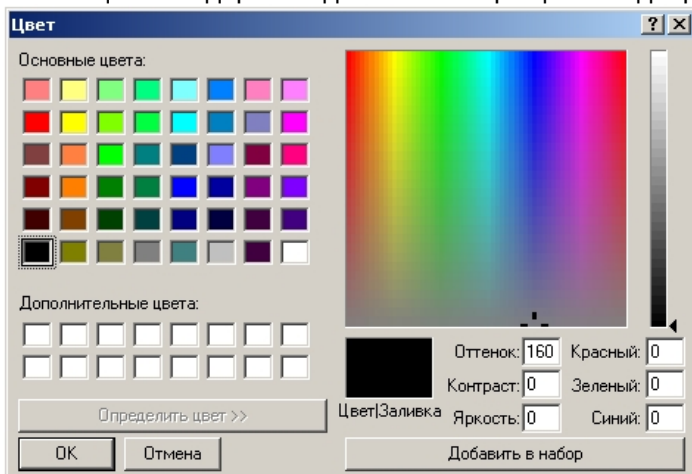 Цвет
Основные цвета:
Дополнительные цвета:
Определить цвет >>
OK Отмена
Цвет|Заливка
Оттенок: 160 Красный: 0
Контраст: 0 Зеленый: 0
Яркость: 0 Синий: 0
Добавить в набор